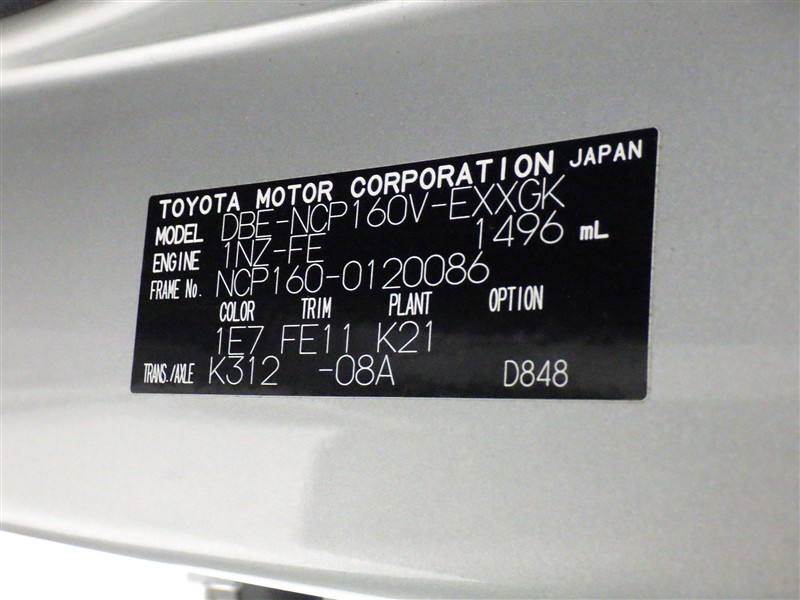 TOYOTA MOTOR CORPORATION JAPAN
MODEL DBE-NCP160V-EXXGK
ENGINE 1NZ-FE 1496 mL
FRAME No. NCP160-0120086
COLOR TRIM PLANT OPTION
1E7 FE11 K21
TRANS./AXLE K312 -08A D848